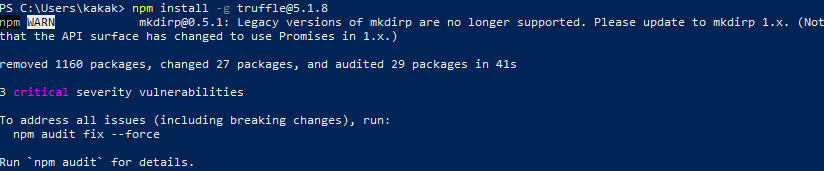 PS C:\Users\kakak> npm install -g truffle@5.1.8
npm WARN           mkdirp@0.5.1: Legacy versions of mkdirp are no longer supported. Please update to mkdirp 1.x. (Not
that the API surface has changed to use Promises in 1.x.)
removed 1160 packages, changed 27 packages, and audited 29 packages in 41s
3 critical severity vulnerabilities
To address all issues (including breaking changes), run:
  npm audit fix --force
Run `npm audit` for details.